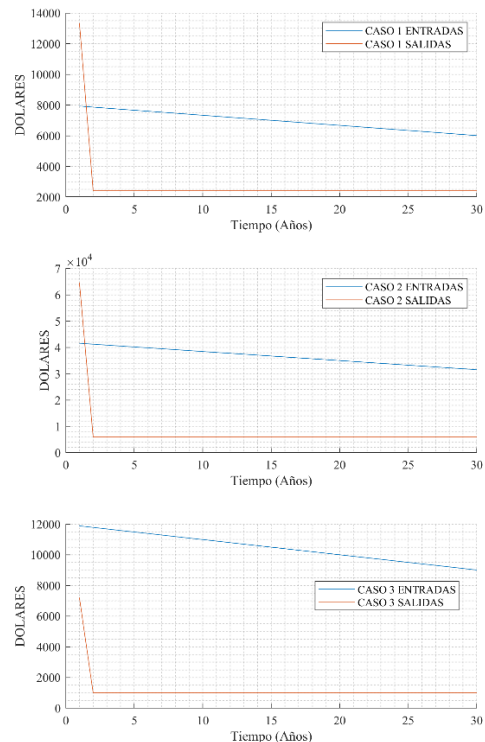 14000
12000
10000
8000
6000
4000
2000
DOLARES
CASO 1 ENTRADAS
CASO 1 SALIDAS
0 5 10 15 20 25 30
Tiempo (Años)
×10⁴
7
6
5
4
3
2
1
0
DOLARES
CASO 2 ENTRADAS
CASO 2 SALIDAS
0 5 10 15 20 25 30
Tiempo (Años)
12000
10000
8000
6000
4000
2000
0
DOLARES
CASO 3 ENTRADAS
CASO 3 SALIDAS
0 5 10 15 20 25 30
Tiempo (Años)